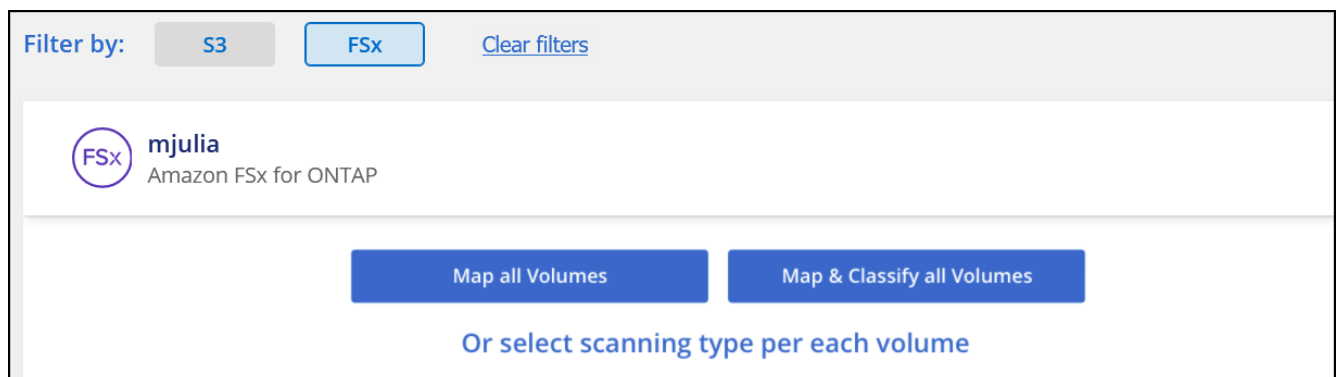 Filter by: S3 FSx Clear filters
FSx mjulia
Amazon FSx for ONTAP
Map all Volumes Map & Classify all Volumes
Or select scanning type per each volume